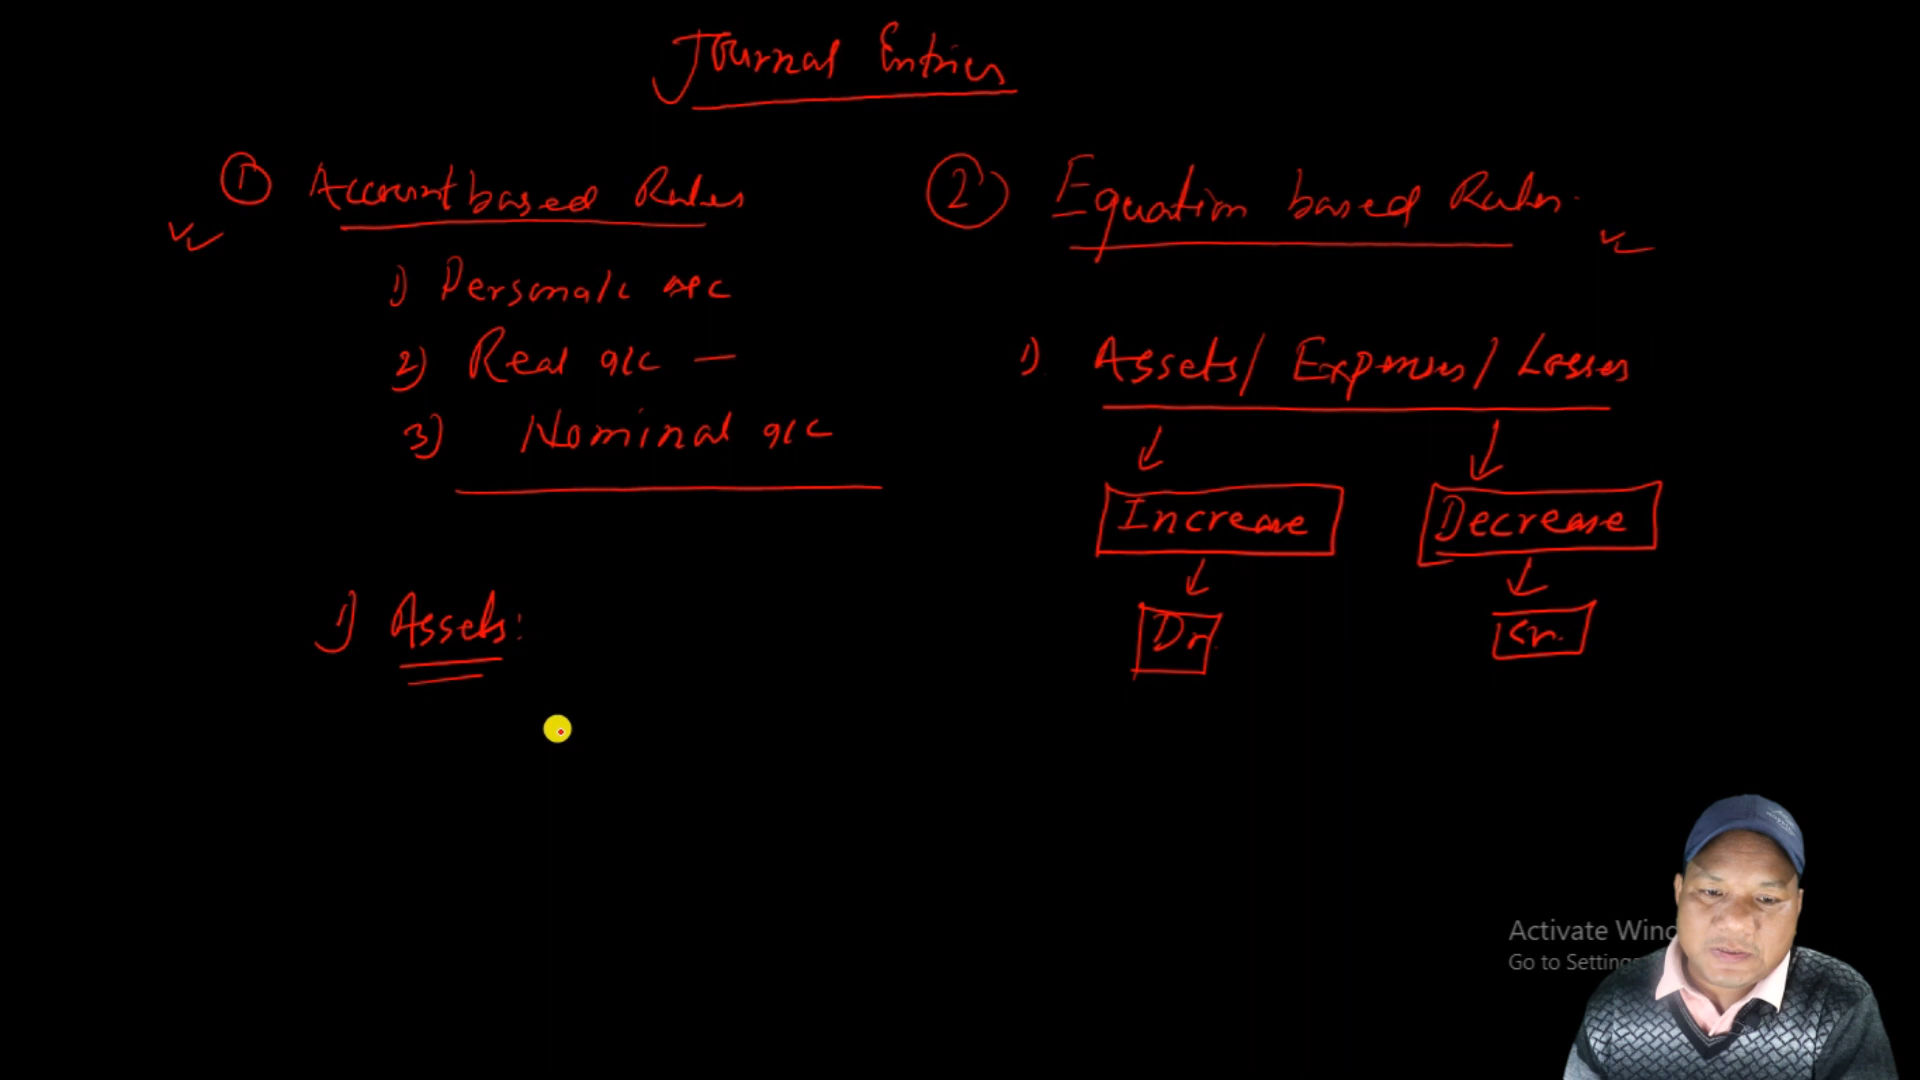 Journal Entries
① Account based Rules
1) Personal a/c
2) Real a/c —
3) Nominal a/c
1) Assets:
② Equation based Rules.
1) Assets/ Expenses/ Losses
Increase Decrease
Dr. Cr.
Activate Wind
Go to Settings